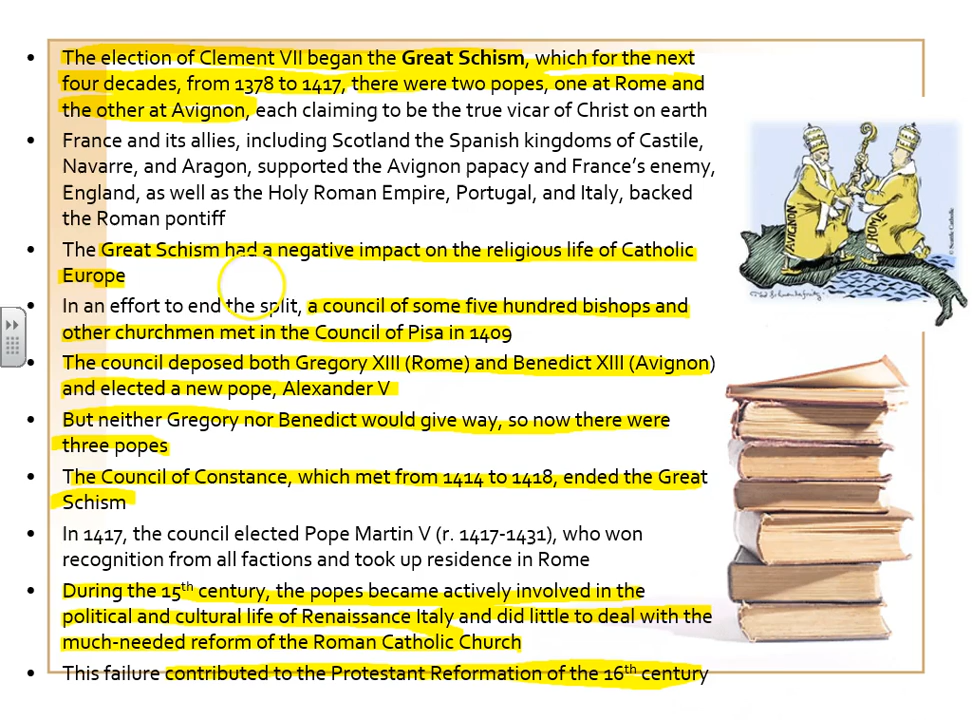 • The election of Clement VII began the Great Schism, which for the next
four decades, from 1378 to 1417, there were two popes, one at Rome and
the other at Avignon, each claiming to be the true vicar of Christ on earth
• France and its allies, including Scotland the Spanish kingdoms of Castile,
Navarre, and Aragon, supported the Avignon papacy and France’s enemy,
England, as well as the Holy Roman Empire, Portugal, and Italy, backed
the Roman pontiff
• The Great Schism had a negative impact on the religious life of Catholic
Europe
• In an effort to end the split, a council of some five hundred bishops and
other churchmen met in the Council of Pisa in 1409
• The council deposed both Gregory XIII (Rome) and Benedict XIII (Avignon)
and elected a new pope, Alexander V
• But neither Gregory nor Benedict would give way, so now there were
three popes
• The Council of Constance, which met from 1414 to 1418, ended the Great
Schism
• In 1417, the council elected Pope Martin V (r. 1417-1431), who won
recognition from all factions and took up residence in Rome
• During the 15th century, the popes became actively involved in the
political and cultural life of Renaissance Italy and did little to deal with the
much-needed reform of the Roman Catholic Church
• This failure contributed to the Protestant Reformation of the 16th century
AVIGNON
ROME